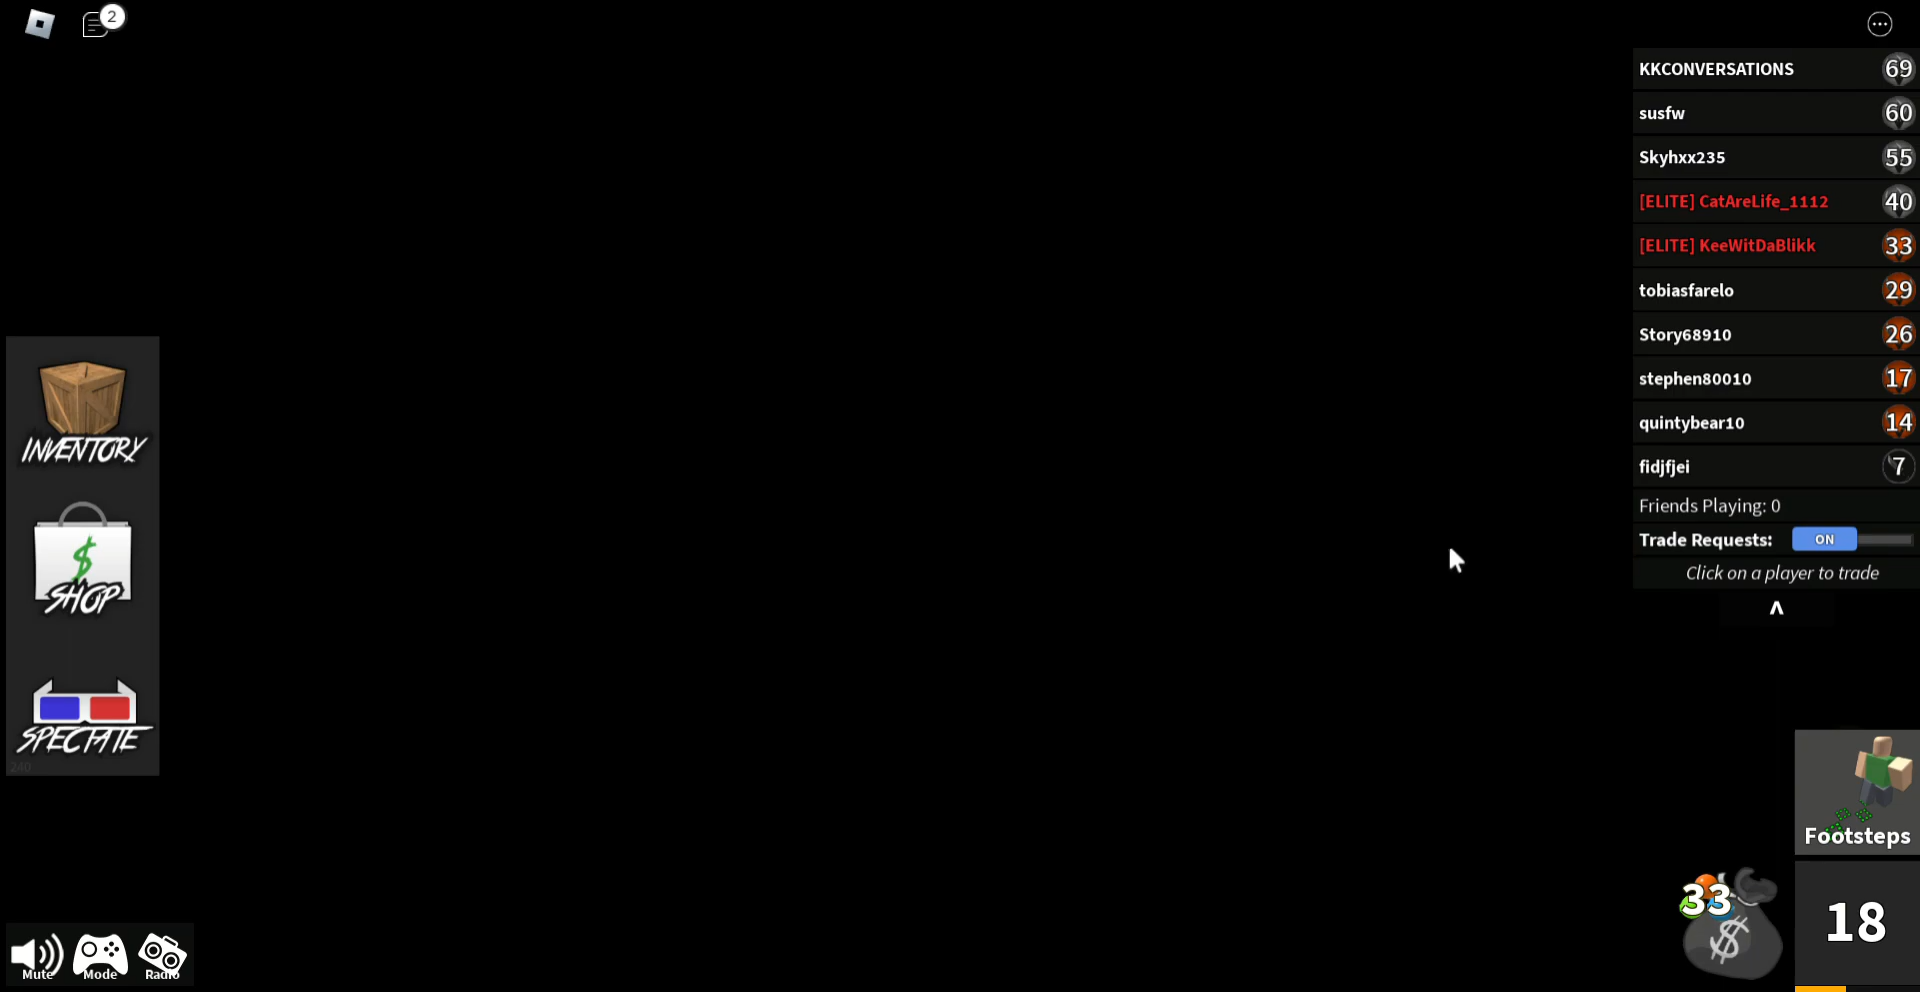 2
KKCONVERSATIONS 69
susfw 60
Skyhxx235 55
[ELITE] CatAreLife_1112 40
[ELITE] KeeWitDaBlikk 33
tobiasfarelo 29
Story68910 26
stephen80010 17
quintybear10 14
fidjfjei 7
Friends Playing: 0
Trade Requests: ON
Click on a player to trade
INVENTORY
$
SHOP
SPECTATE
240
Footsteps
33
$
18
Mute Mode Radio